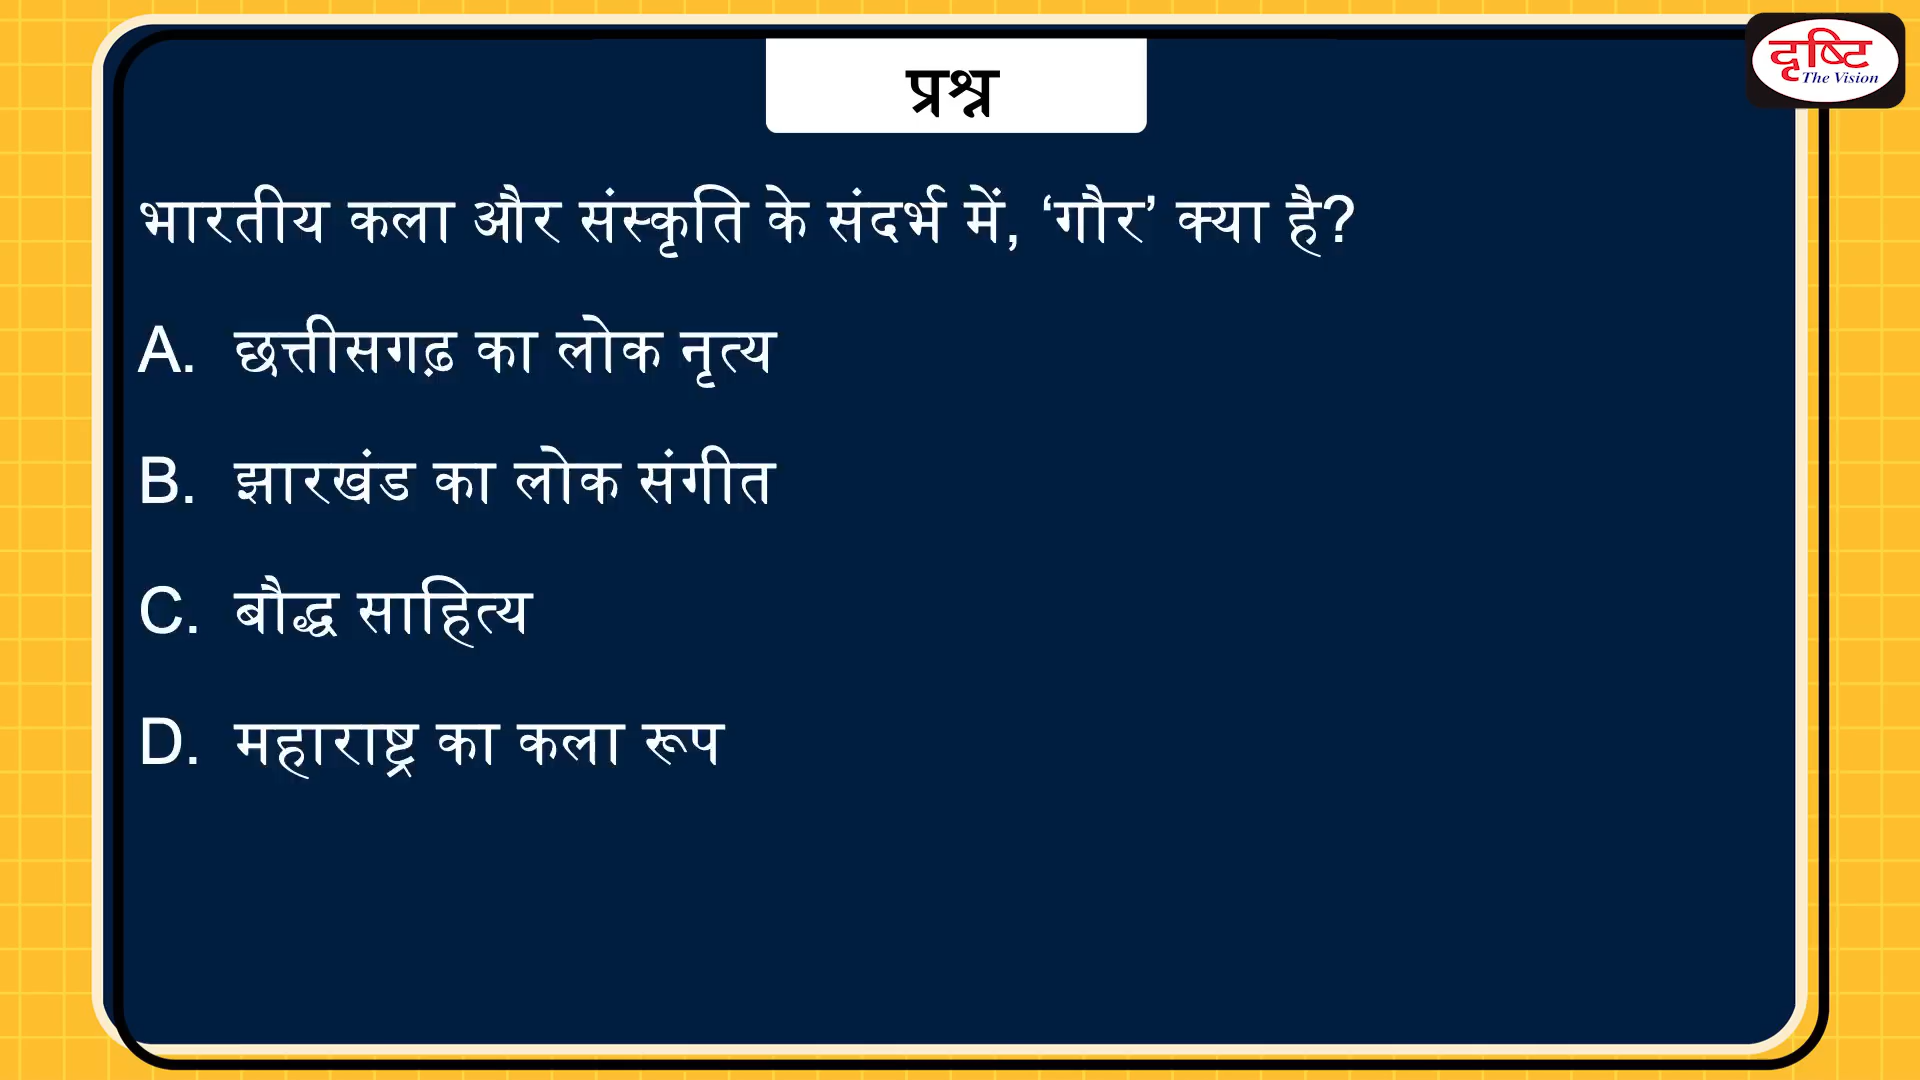 दृष्टि
The Vision
प्रश्न
भारतीय कला और संस्कृति के संदर्भ में, ‘गौर’ क्या है?
A. छत्तीसगढ़ का लोक नृत्य
B. झारखंड का लोक संगीत
C. बौद्ध साहित्य
D. महाराष्ट्र का कला रूप